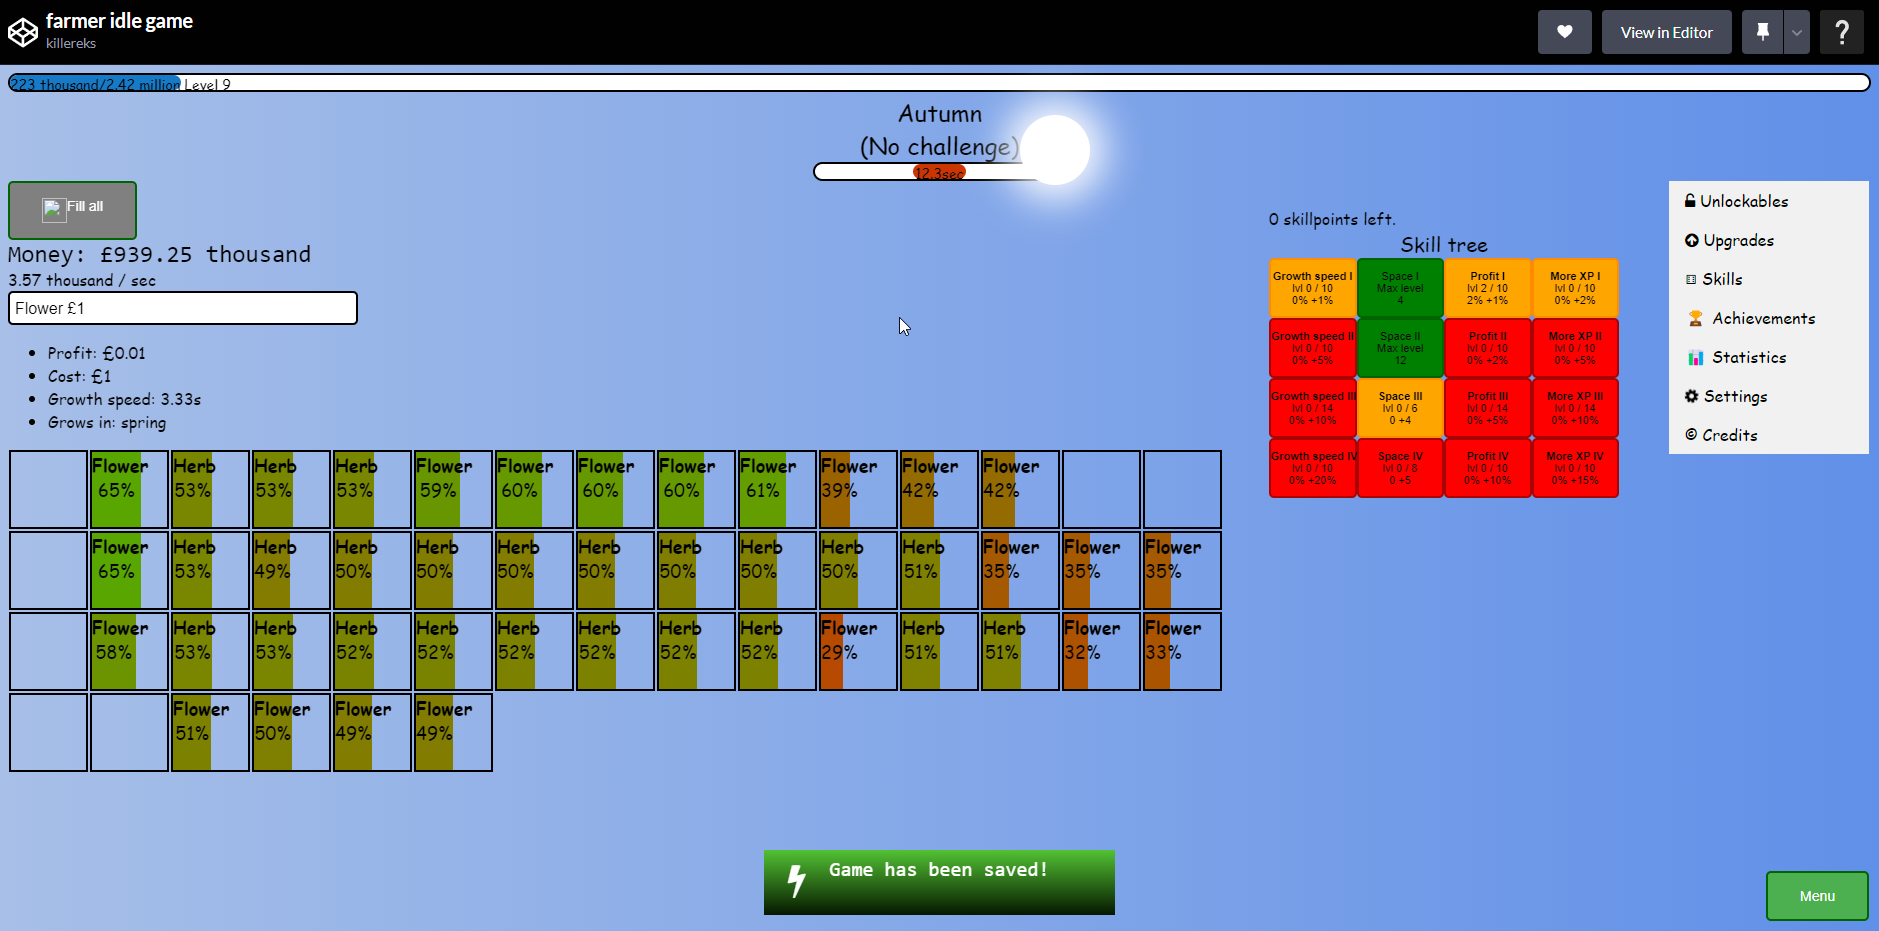 farmer idle game
killereks
View in Editor
?
223 thousand/2.42 million Level 9
Autumn
(No challenge)
12.3sec
Fill all
Money: £939.25 thousand
3.57 thousand / sec
Flower £1
• Profit: £0.01
• Cost: £1
• Growth speed: 3.33s
• Grows in: spring
Flower Herb Herb Herb Flower Flower Flower Flower Flower Flower Flower Flower
65% 53% 53% 53% 59% 60% 60% 60% 61% 39% 42% 42%
Flower Herb Herb Herb Herb Herb Herb Herb Herb Herb Herb Flower Flower Flower
65% 53% 49% 50% 50% 50% 50% 50% 50% 50% 51% 35% 35% 35%
Flower Herb Herb Herb Herb Herb Herb Herb Herb Flower Herb Herb Flower Flower
58% 53% 53% 52% 52% 52% 52% 52% 52% 29% 51% 51% 32% 33%
Flower Flower Flower Flower
51% 50% 49% 49%
0 skillpoints left.
Skill tree
Growth speed I Space I Profit I More XP I
lvl 0 / 10 Max level lvl 2 / 10 lvl 0 / 10
0% +1% 4 2% +1% 0% +2%
Growth speed II Space II Profit II More XP II
lvl 0 / 10 Max level lvl 0 / 10 lvl 0 / 10
0% +5% 12 0% +2% 0% +5%
Growth speed III Space III Profit III More XP III
lvl 0 / 14 lvl 0 / 6 lvl 0 / 14 lvl 0 / 14
0% +10% 0 +4 0% +5% 0% +10%
Growth speed IV Space IV Profit IV More XP IV
lvl 0 / 10 lvl 0 / 8 lvl 0 / 10 lvl 0 / 10
0% +20% 0 +5 0% +10% 0% +15%
Unlockables
Upgrades
Skills
Achievements
Statistics
Settings
© Credits
Game has been saved!
Menu